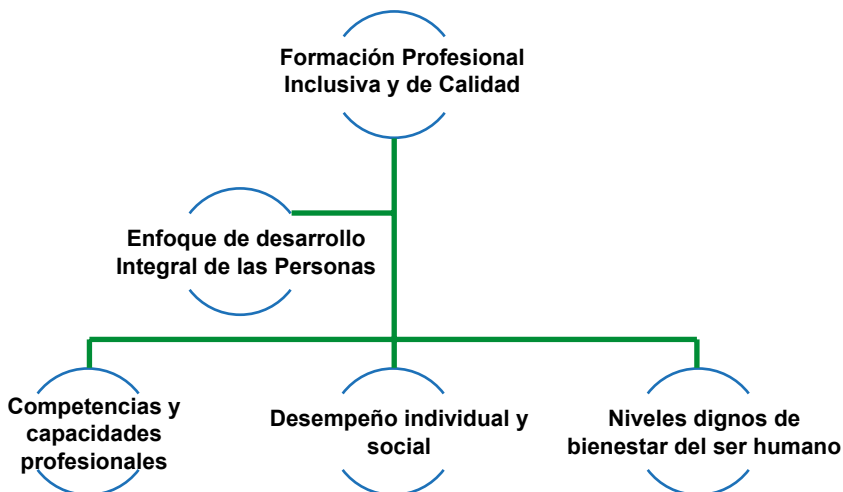 Formación Profesional
Inclusiva y de Calidad
Enfoque de desarrollo
Integral de las Personas
Competencias y
capacidades
profesionales
Desempeño individual y
social
Niveles dignos de
bienestar del ser humano